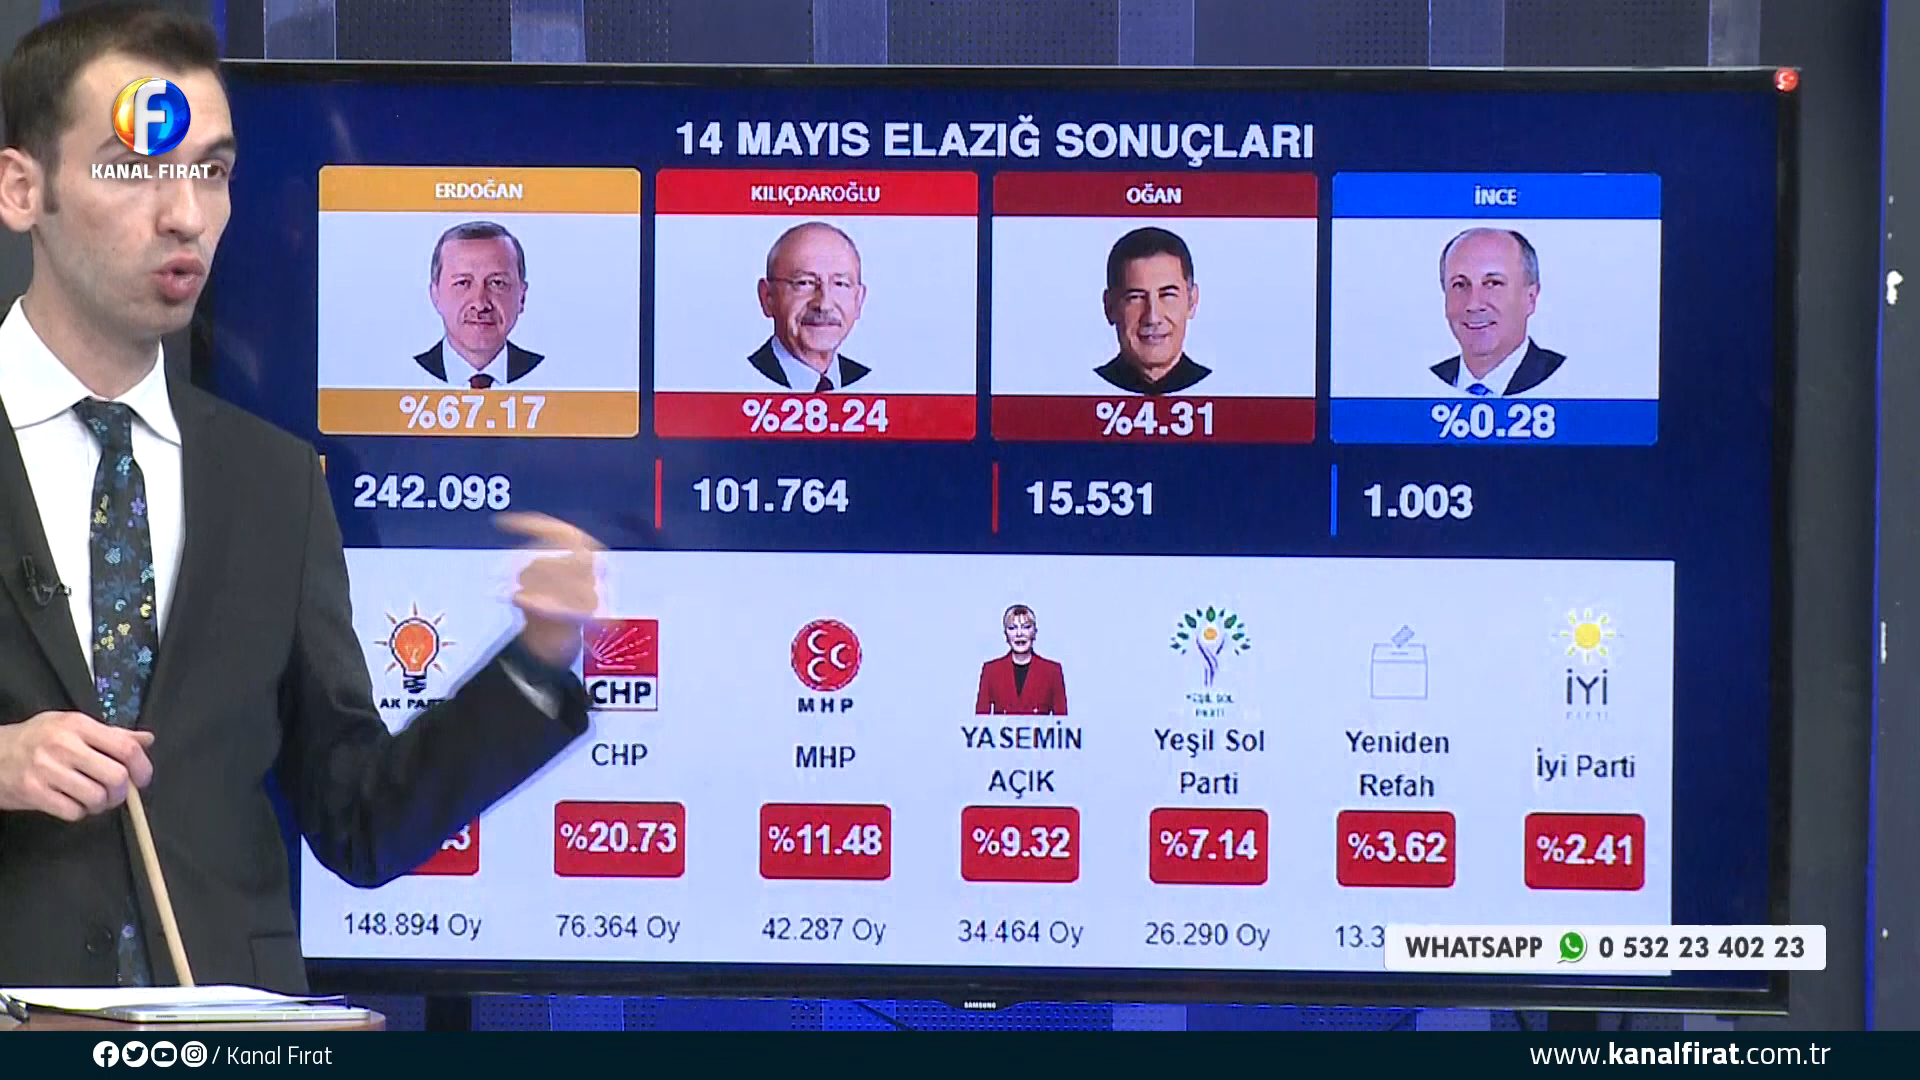 14 MAYIS ELAZIĞ SONUÇLARI
KANAL FIRAT
ERDOĞAN
KILIÇDAROĞLU
OĞAN
İNCE
%67.17
%28.24
%4.31
%0.28
242.098
101.764
15.531
1.003
CHP
MHP
YEŞİL SOL
PARTİ
İYİ
PARTİ
CHP
MHP
YASEMİN
AÇIK
Yeşil Sol
Parti
Yeniden
Refah
İyi Parti
%20.73
%11.48
%9.32
%7.14
%3.62
%2.41
148.894 Oy
76.364 Oy
42.287 Oy
34.464 Oy
26.290 Oy
WHATSAPP 0 532 23 402 23
SAMSUNG
/ Kanal Fırat
www.kanalfirat.com.tr